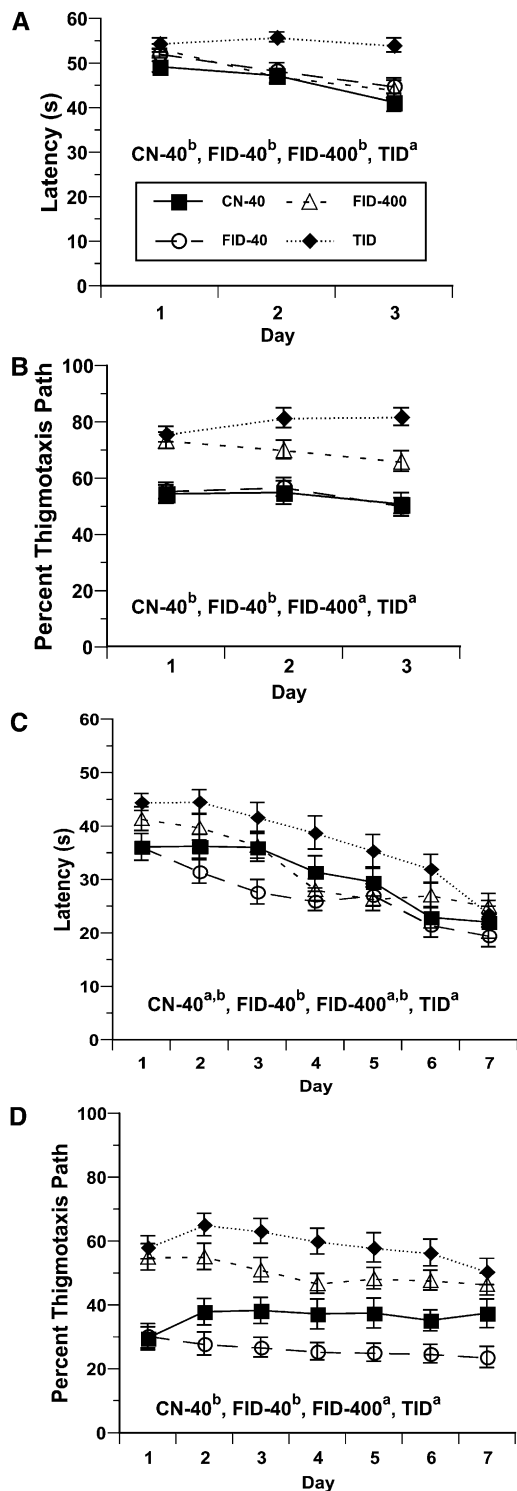 A
60
50
40
30
20
10
0
Latency (s)
CN-40ᵇ, FID-40ᵇ, FID-400ᵇ, TIDᵃ
CN-40 FID-400
FID-40 TID
1 2 3
Day
B
100
80
60
40
20
0
Percent Thigmotaxis Path
CN-40ᵇ, FID-40ᵇ, FID-400ᵃ, TIDᵃ
1 2 3
Day
C
60
50
40
30
20
10
0
Latency (s)
CN-40ᵃ,ᵇ, FID-40ᵇ, FID-400ᵃ,ᵇ, TIDᵃ
1 2 3 4 5 6 7
Day
D
100
80
60
40
20
0
Percent Thigmotaxis Path
CN-40ᵇ, FID-40ᵇ, FID-400ᵃ, TIDᵃ
1 2 3 4 5 6 7
Day